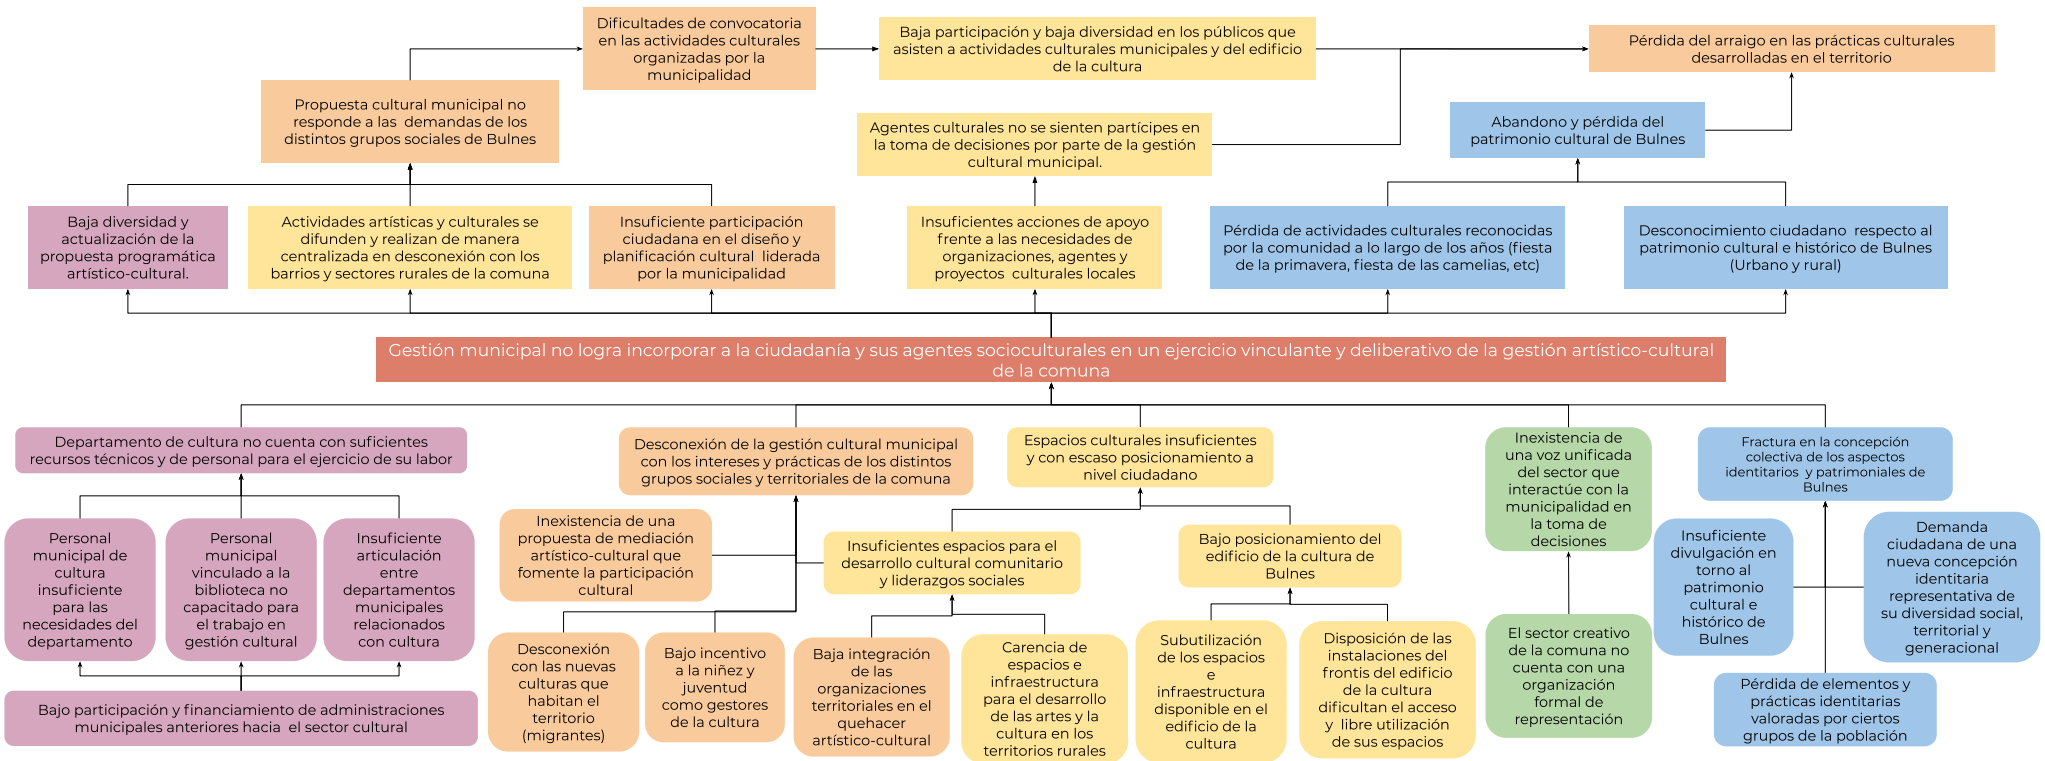 Dificultades de convocatoria
en las actividades culturales
organizadas por la
municipalidad
Baja participación y baja diversidad en los públicos que
asisten a actividades culturales municipales y del edificio
de la cultura
Pérdida del arraigo en las prácticas culturales
desarrolladas en el territorio
Propuesta cultural municipal no
responde a las demandas de los
distintos grupos sociales de Bulnes
Agentes culturales no se sienten partícipes en
la toma de decisiones por parte de la gestión
cultural municipal.
Abandono y pérdida del
patrimonio cultural de Bulnes
Baja diversidad y
actualización de la
propuesta programática
artístico-cultural.
Actividades artísticas y culturales se
difunden y realizan de manera
centralizada en desconexión con los
barrios y sectores rurales de la comuna
Insuficiente participación
ciudadana en el diseño y
planificación cultural liderada
por la municipalidad
Insuficientes acciones de apoyo
frente a las necesidades de
organizaciones, agentes y
proyectos culturales locales
Pérdida de actividades culturales reconocidas
por la comunidad a lo largo de los años (fiesta
de la primavera, fiesta de las camelias, etc)
Desconocimiento ciudadano respecto al
patrimonio cultural e histórico de Bulnes
(Urbano y rural)
Gestión municipal no logra incorporar a la ciudadanía y sus agentes socioculturales en un ejercicio vinculante y deliberativo de la gestión artístico-cultural
de la comuna
Departamento de cultura no cuenta con suficientes
recursos técnicos y de personal para el ejercicio de su labor
Desconexión de la gestión cultural municipal
con los intereses y prácticas de los distintos
grupos sociales y territoriales de la comuna
Espacios culturales insuficientes
y con escaso posicionamiento a
nivel ciudadano
Inexistencia de
una voz unificada
del sector que
interactúe con la
municipalidad en
la toma de
decisiones
Fractura en la concepción
colectiva de los aspectos
identitarios y patrimoniales de
Bulnes
Personal
municipal de
cultura
insuficiente
para las
necesidades del
departamento
Personal
municipal
vinculado a la
biblioteca no
capacitado para
el trabajo en
gestión cultural
Insuficiente
articulación
entre
departamentos
municipales
relacionados
con cultura
Inexistencia de una
propuesta de mediación
artístico-cultural que
fomente la participación
cultural
Insuficientes espacios para el
desarrollo cultural comunitario
y liderazgos sociales
Bajo posicionamiento del
edificio de la cultura de
Bulnes
Insuficiente
divulgación en
torno al
patrimonio
cultural e
histórico de
Bulnes
Demanda
ciudadana de una
nueva concepción
identitaria
representativa de
su diversidad social,
territorial y
generacional
Bajo participación y financiamiento de administraciones
municipales anteriores hacia el sector cultural
Desconexión
con las nuevas
culturas que
habitan el
territorio
(migrantes)
Bajo incentivo
a la niñez y
juventud
como gestores
de la cultura
Baja integración
de las
organizaciones
territoriales en el
quehacer
artístico-cultural
Carencia de
espacios e
infraestructura
para el desarrollo
de las artes y la
cultura en los
territorios rurales
Subutilización
de los espacios
e
infraestructura
disponible en el
edificio de la
cultura
Disposición de las
instalaciones del
frontis del edificio
de la cultura
dificultan el acceso
y libre utilización
de sus espacios
El sector creativo
de la comuna no
cuenta con una
organización
formal de
representación
Pérdida de elementos y
prácticas identitarias
valoradas por ciertos
grupos de la población